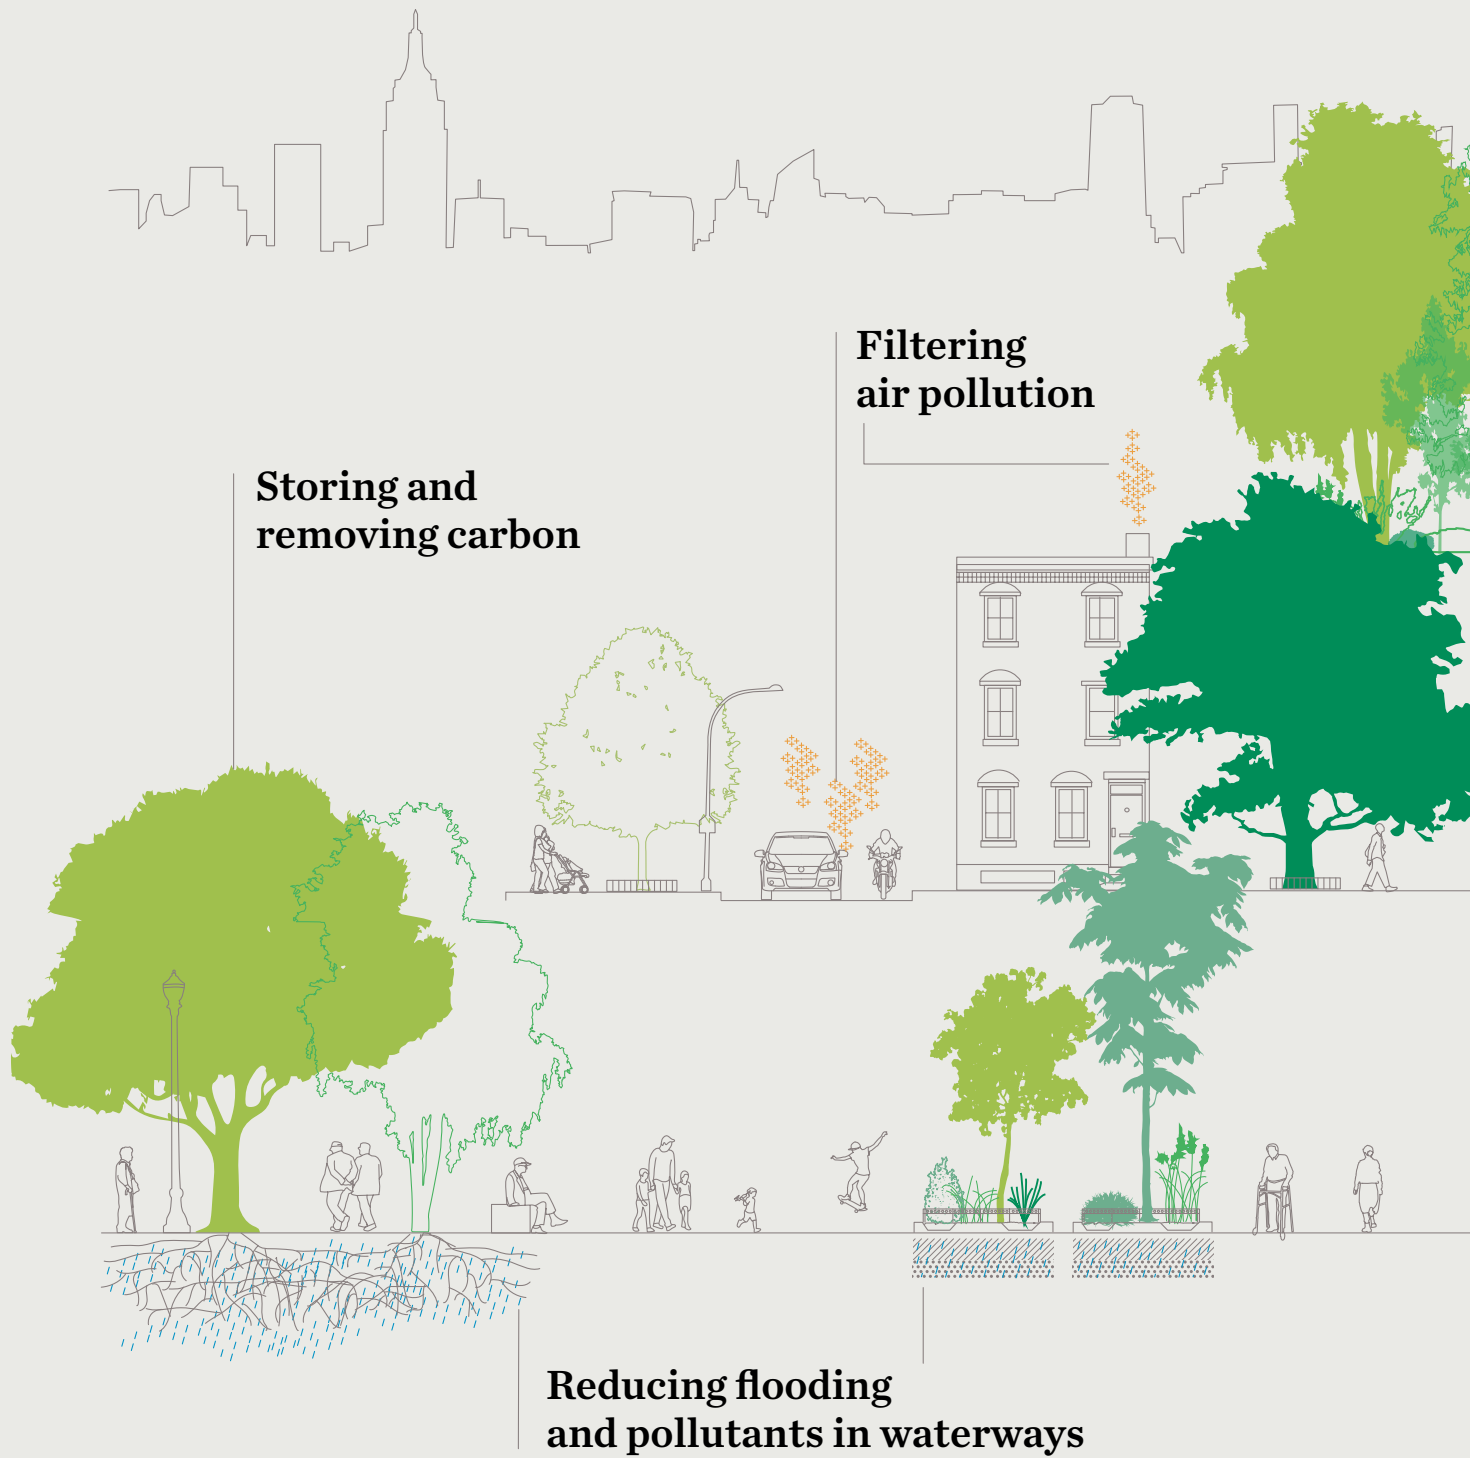 Filtering
air pollution
Storing and
removing carbon
Reducing flooding
and pollutants in waterways